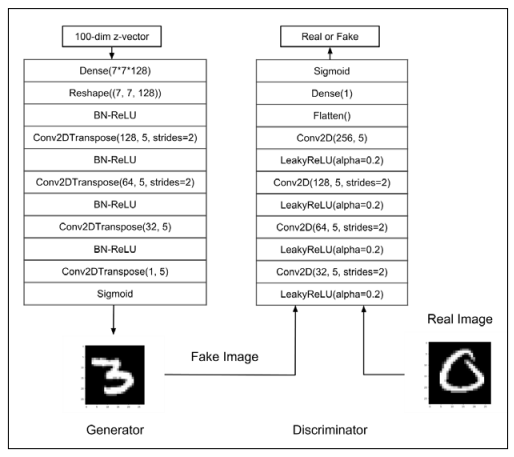 100-dim z-vector
Dense(7*7*128)
Reshape((7, 7, 128))
BN-ReLU
Conv2DTranspose(128, 5, strides=2)
BN-ReLU
Conv2DTranspose(64, 5, strides=2)
BN-ReLU
Conv2DTranspose(32, 5)
BN-ReLU
Conv2DTranspose(1, 5)
Sigmoid
Generator
Real or Fake
Sigmoid
Dense(1)
Flatten()
Conv2D(256, 5)
LeakyReLU(alpha=0.2)
Conv2D(128, 5, strides=2)
LeakyReLU(alpha=0.2)
Conv2D(64, 5, strides=2)
LeakyReLU(alpha=0.2)
Conv2D(32, 5, strides=2)
LeakyReLU(alpha=0.2)
Fake Image
Real Image
Discriminator
3
0